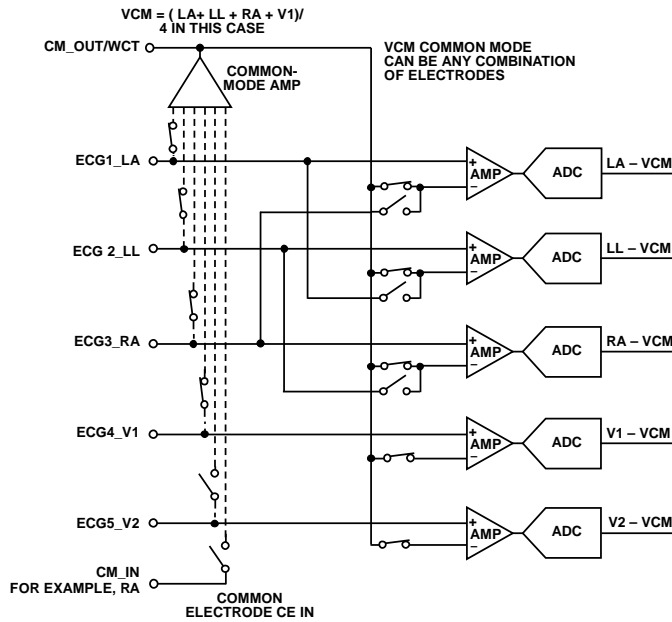 VCM = ( LA+ LL + RA + V1)/
4 IN THIS CASE
CM_OUT/WCT
VCM COMMON MODE
CAN BE ANY COMBINATION
OF ELECTRODES
COMMON-
MODE AMP
ECG1_LA
+
AMP
–
ADC
LA – VCM
ECG 2_LL
+
AMP
–
ADC
LL – VCM
ECG3_RA
+
AMP
–
ADC
RA – VCM
ECG4_V1
+
AMP
–
ADC
V1 – VCM
ECG5_V2
+
AMP
–
ADC
V2 – VCM
CM_IN
FOR EXAMPLE, RA
COMMON
ELECTRODE CE IN